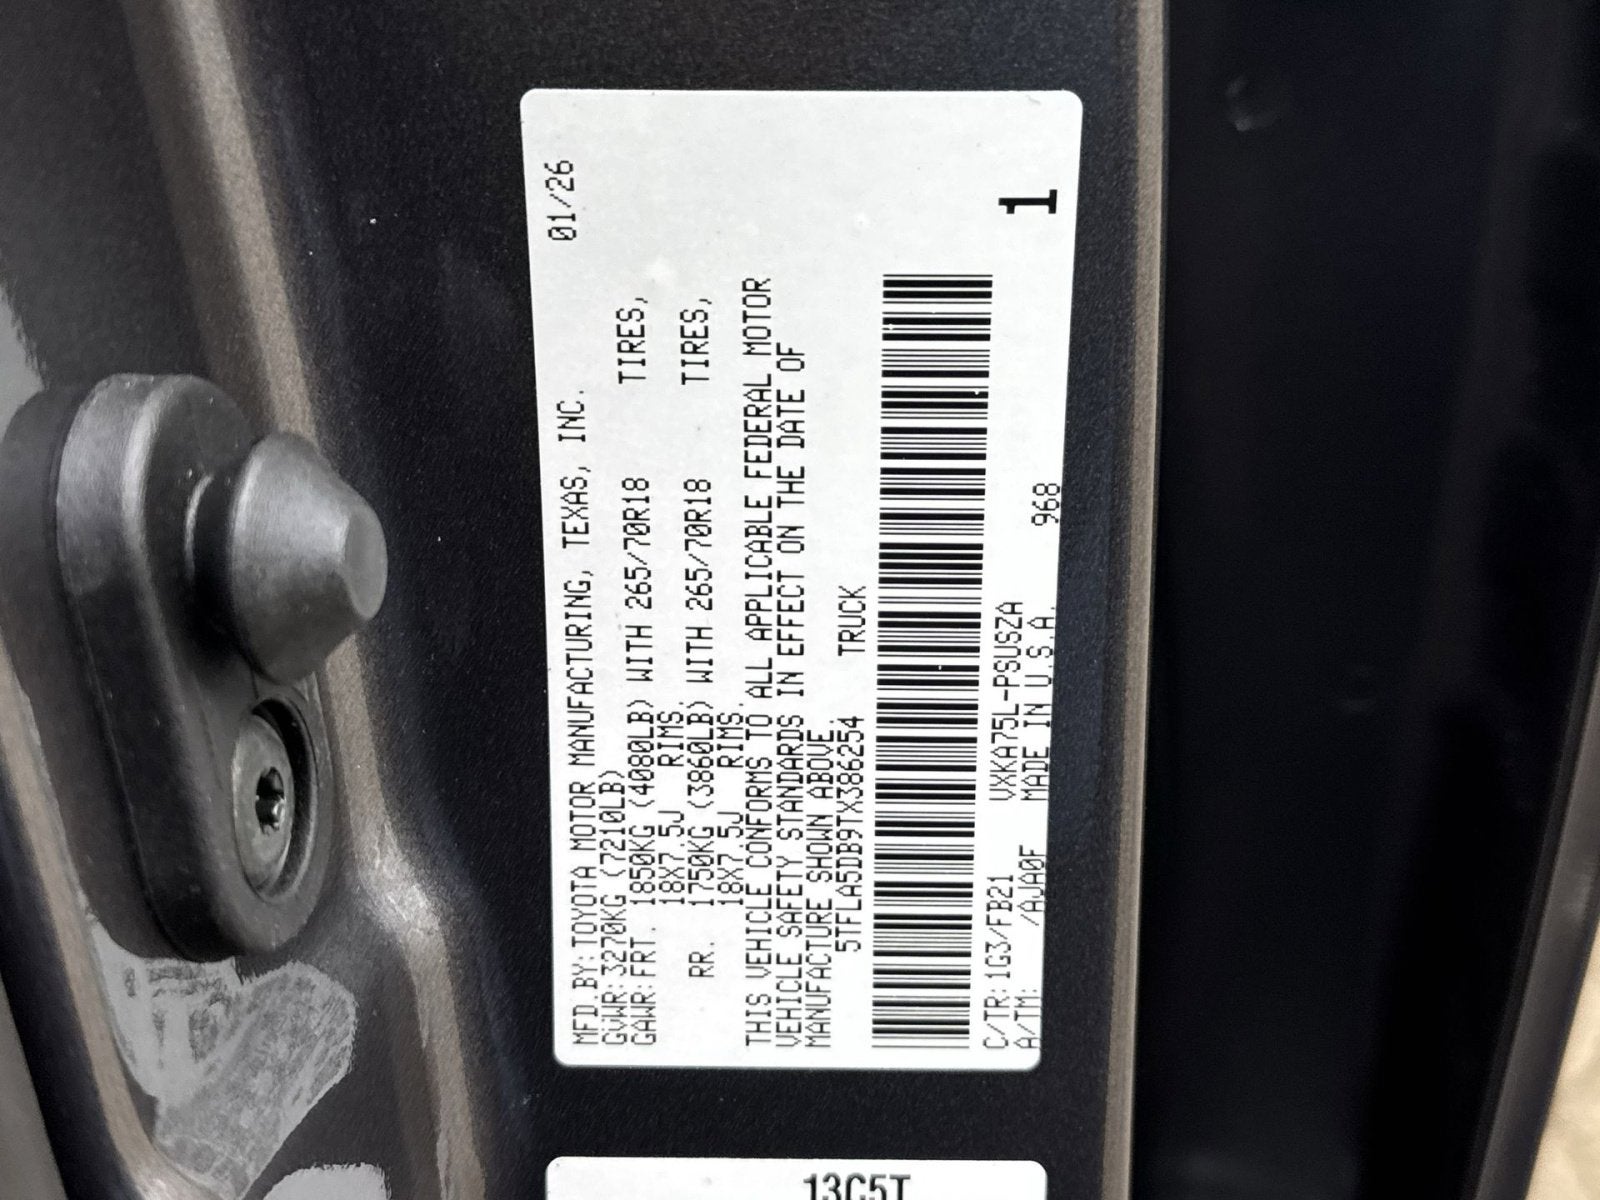 MFD.BY:TOYOTA MOTOR MANUFACTURING, TEXAS, INC. 01/26
GVWR:3270KG (7210LB)
GAWR:FRT. 1850KG (4080LB) WITH 265/70R18 TIRES,
18X7.5J RIMS.
RR. 1750KG (3860LB) WITH 265/70R18 TIRES,
18X7.5J RIMS.
THIS VEHICLE CONFORMS TO ALL APPLICABLE FEDERAL MOTOR
VEHICLE SAFETY STANDARDS IN EFFECT ON THE DATE OF
MANUFACTURE SHOWN ABOVE.
5TFLA5DB9TX386254 TRUCK
1
C/TR:1G3/FB21 VXKA75L-PSUSZA
A/TM: /AJA0F MADE IN U.S.A. 968
13C5T